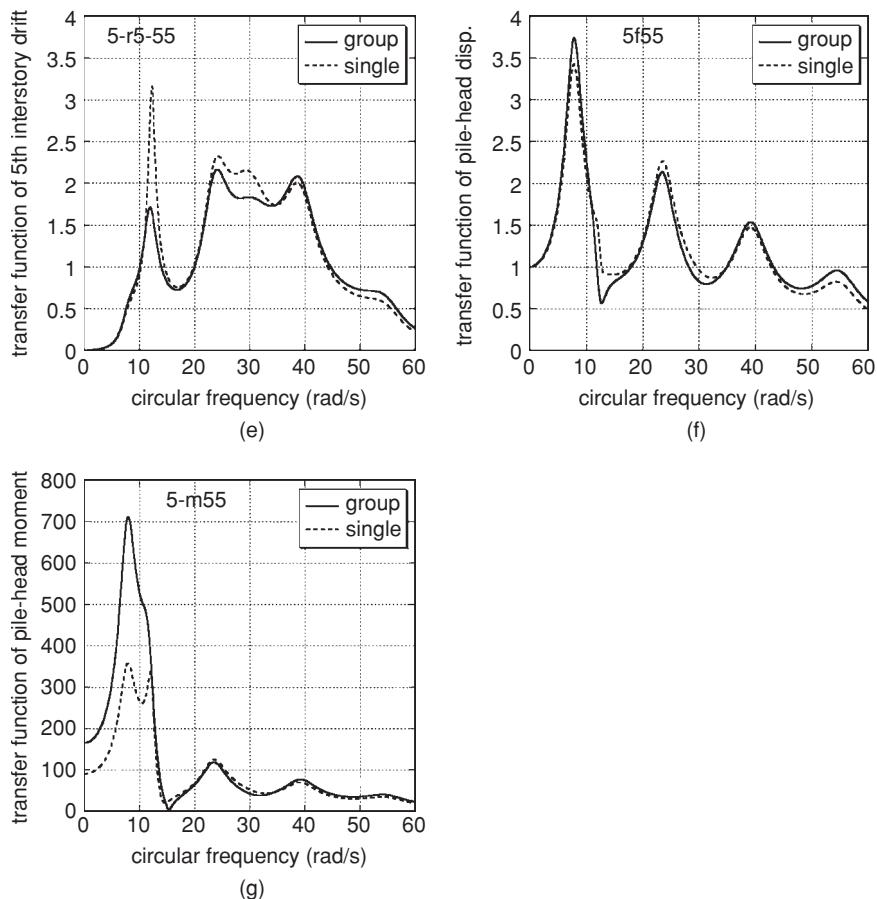 transfer function of 5th interstory drift
4
3.5
3
2.5
2
1.5
1
0.5
0
5-r5-55
group
single
0 10 20 30 40 50 60
circular frequency (rad/s)
(e)
transfer function of pile-head disp.
4
3.5
3
2.5
2
1.5
1
0.5
0
5f55
group
single
0 10 20 30 40 50 60
circular frequency (rad/s)
(f)
transfer function of pile-head moment
800
700
600
500
400
300
200
100
0
5-m55
group
single
0 10 20 30 40 50 60
circular frequency (rad/s)
(g)